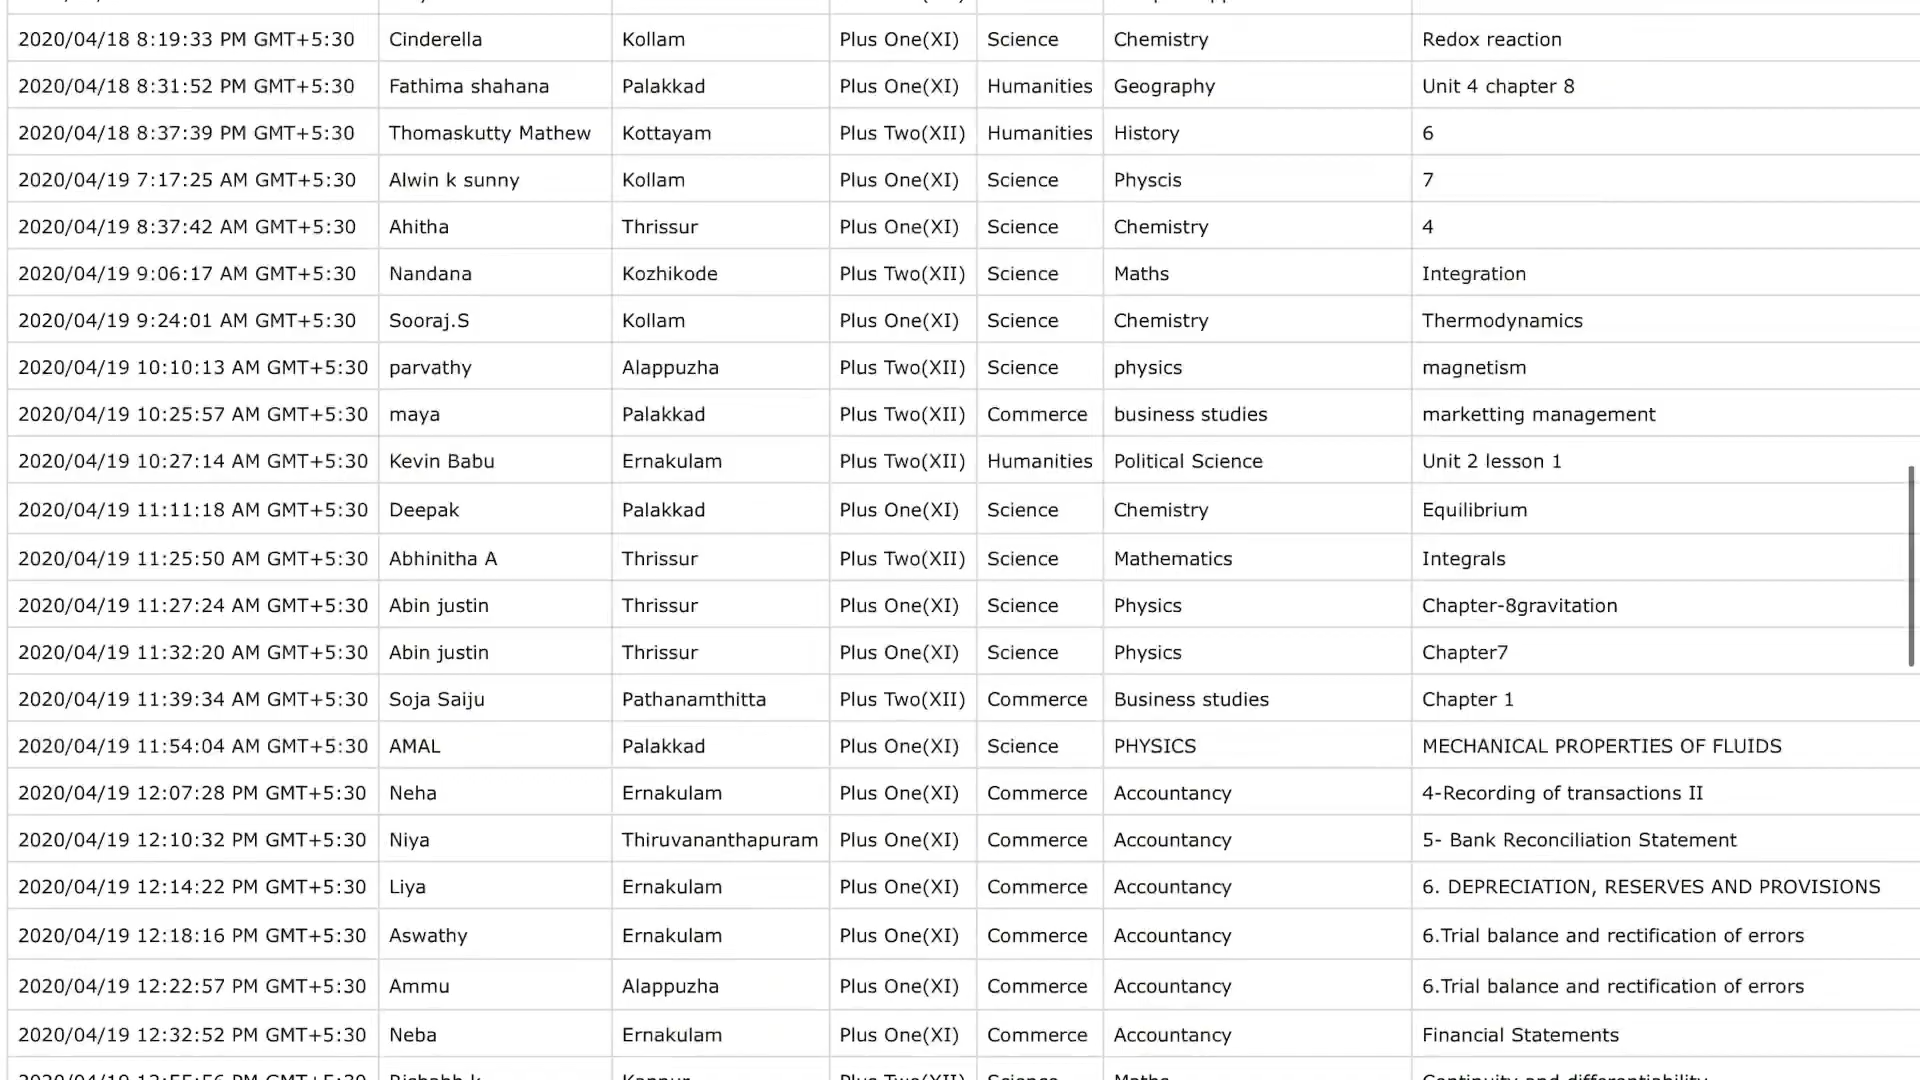 2020/04/18 8:19:33 PM GMT+5:30 Cinderella Kollam Plus One(XI) Science Chemistry Redox reaction
2020/04/18 8:31:52 PM GMT+5:30 Fathima shahana Palakkad Plus One(XI) Humanities Geography Unit 4 chapter 8
2020/04/18 8:37:39 PM GMT+5:30 Thomaskutty Mathew Kottayam Plus Two(XII) Humanities History 6
2020/04/19 7:17:25 AM GMT+5:30 Alwin k sunny Kollam Plus One(XI) Science Physcis 7
2020/04/19 8:37:42 AM GMT+5:30 Ahitha Thrissur Plus One(XI) Science Chemistry 4
2020/04/19 9:06:17 AM GMT+5:30 Nandana Kozhikode Plus Two(XII) Science Maths Integration
2020/04/19 9:24:01 AM GMT+5:30 Sooraj.S Kollam Plus One(XI) Science Chemistry Thermodynamics
2020/04/19 10:10:13 AM GMT+5:30 parvathy Alappuzha Plus Two(XII) Science physics magnetism
2020/04/19 10:25:57 AM GMT+5:30 maya Palakkad Plus Two(XII) Commerce business studies marketting management
2020/04/19 10:27:14 AM GMT+5:30 Kevin Babu Ernakulam Plus Two(XII) Humanities Political Science Unit 2 lesson 1
2020/04/19 11:11:18 AM GMT+5:30 Deepak Palakkad Plus One(XI) Science Chemistry Equilibrium
2020/04/19 11:25:50 AM GMT+5:30 Abhinitha A Thrissur Plus Two(XII) Science Mathematics Integrals
2020/04/19 11:27:24 AM GMT+5:30 Abin justin Thrissur Plus One(XI) Science Physics Chapter-8gravitation
2020/04/19 11:32:20 AM GMT+5:30 Abin justin Thrissur Plus One(XI) Science Physics Chapter7
2020/04/19 11:39:34 AM GMT+5:30 Soja Saiju Pathanamthitta Plus Two(XII) Commerce Business studies Chapter 1
2020/04/19 11:54:04 AM GMT+5:30 AMAL Palakkad Plus One(XI) Science PHYSICS MECHANICAL PROPERTIES OF FLUIDS
2020/04/19 12:07:28 PM GMT+5:30 Neha Ernakulam Plus One(XI) Commerce Accountancy 4-Recording of transactions II
2020/04/19 12:10:32 PM GMT+5:30 Niya Thiruvananthapuram Plus One(XI) Commerce Accountancy 5- Bank Reconciliation Statement
2020/04/19 12:14:22 PM GMT+5:30 Liya Ernakulam Plus One(XI) Commerce Accountancy 6. DEPRECIATION, RESERVES AND PROVISIONS
2020/04/19 12:18:16 PM GMT+5:30 Aswathy Ernakulam Plus One(XI) Commerce Accountancy 6.Trial balance and rectification of errors
2020/04/19 12:22:57 PM GMT+5:30 Ammu Alappuzha Plus One(XI) Commerce Accountancy 6.Trial balance and rectification of errors
2020/04/19 12:32:52 PM GMT+5:30 Neba Ernakulam Plus One(XI) Commerce Accountancy Financial Statements